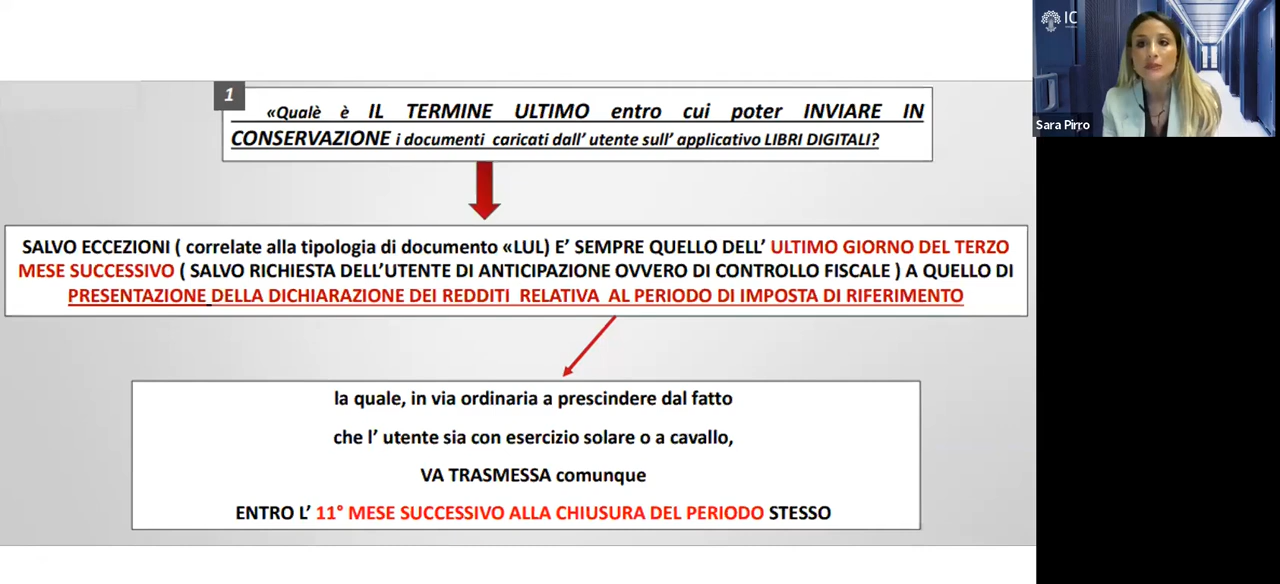 IC
Sara Pirro
1
«Qualè è IL TERMINE ULTIMO entro cui poter INVIARE IN
CONSERVAZIONE i documenti caricati dall’ utente sull’ applicativo LIBRI DIGITALI?
SALVO ECCEZIONI ( correlate alla tipologia di documento «LUL) E’ SEMPRE QUELLO DELL’ ULTIMO GIORNO DEL TERZO
MESE SUCCESSIVO ( SALVO RICHIESTA DELL’UTENTE DI ANTICIPAZIONE OVVERO DI CONTROLLO FISCALE ) A QUELLO DI
PRESENTAZIONE DELLA DICHIARAZIONE DEI REDDITI RELATIVA AL PERIODO DI IMPOSTA DI RIFERIMENTO
la quale, in via ordinaria a prescindere dal fatto
che l’ utente sia con esercizio solare o a cavallo,
VA TRASMESSA comunque
ENTRO L’ 11° MESE SUCCESSIVO ALLA CHIUSURA DEL PERIODO STESSO